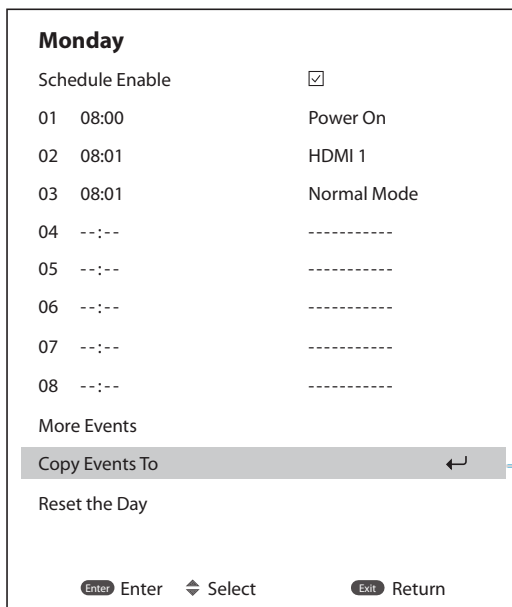 Monday
Schedule Enable ☑
01 08:00 Power On
02 08:01 HDMI 1
03 08:01 Normal Mode
04 --:-- -----------
05 --:-- -----------
06 --:-- -----------
07 --:-- -----------
08 --:-- -----------
More Events
Copy Events To ↵
Reset the Day
Enter Enter Select Exit Return